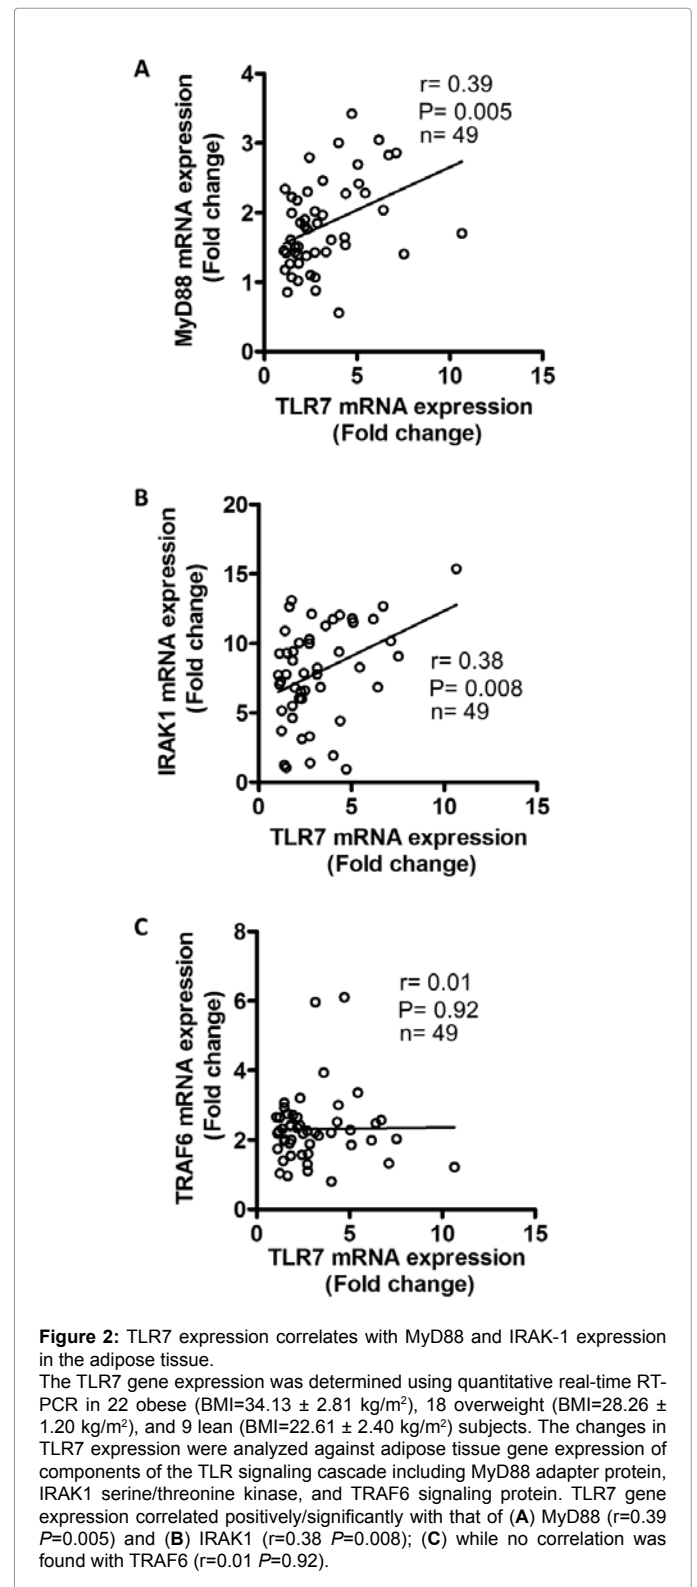 A
MyD88 mRNA expression
(Fold change)
4
3
2
1
0
r= 0.39
P= 0.005
n= 49
0
5
10
15
TLR7 mRNA expression
(Fold change)
B
IRAK1 mRNA expression
(Fold change)
20
15
10
5
0
r= 0.38
P= 0.008
n= 49
0
5
10
15
TLR7 mRNA expression
(Fold change)
C
TRAF6 mRNA expression
(Fold change)
8
6
4
2
0
r= 0.01
P= 0.92
n= 49
0
5
10
15
TLR7 mRNA expression
(Fold change)
Figure 2: TLR7 expression correlates with MyD88 and IRAK-1 expression
in the adipose tissue.
The TLR7 gene expression was determined using quantitative real-time RT-
PCR in 22 obese (BMI=34.13 ± 2.81 kg/m²), 18 overweight (BMI=28.26 ±
1.20 kg/m²), and 9 lean (BMI=22.61 ± 2.40 kg/m²) subjects. The changes in
TLR7 expression were analyzed against adipose tissue gene expression of
components of the TLR signaling cascade including MyD88 adapter protein,
IRAK1 serine/threonine kinase, and TRAF6 signaling protein. TLR7 gene
expression correlated positively/significantly with that of (A) MyD88 (r=0.39
P=0.005) and (B) IRAK1 (r=0.38 P=0.008); (C) while no correlation was
found with TRAF6 (r=0.01 P=0.92).